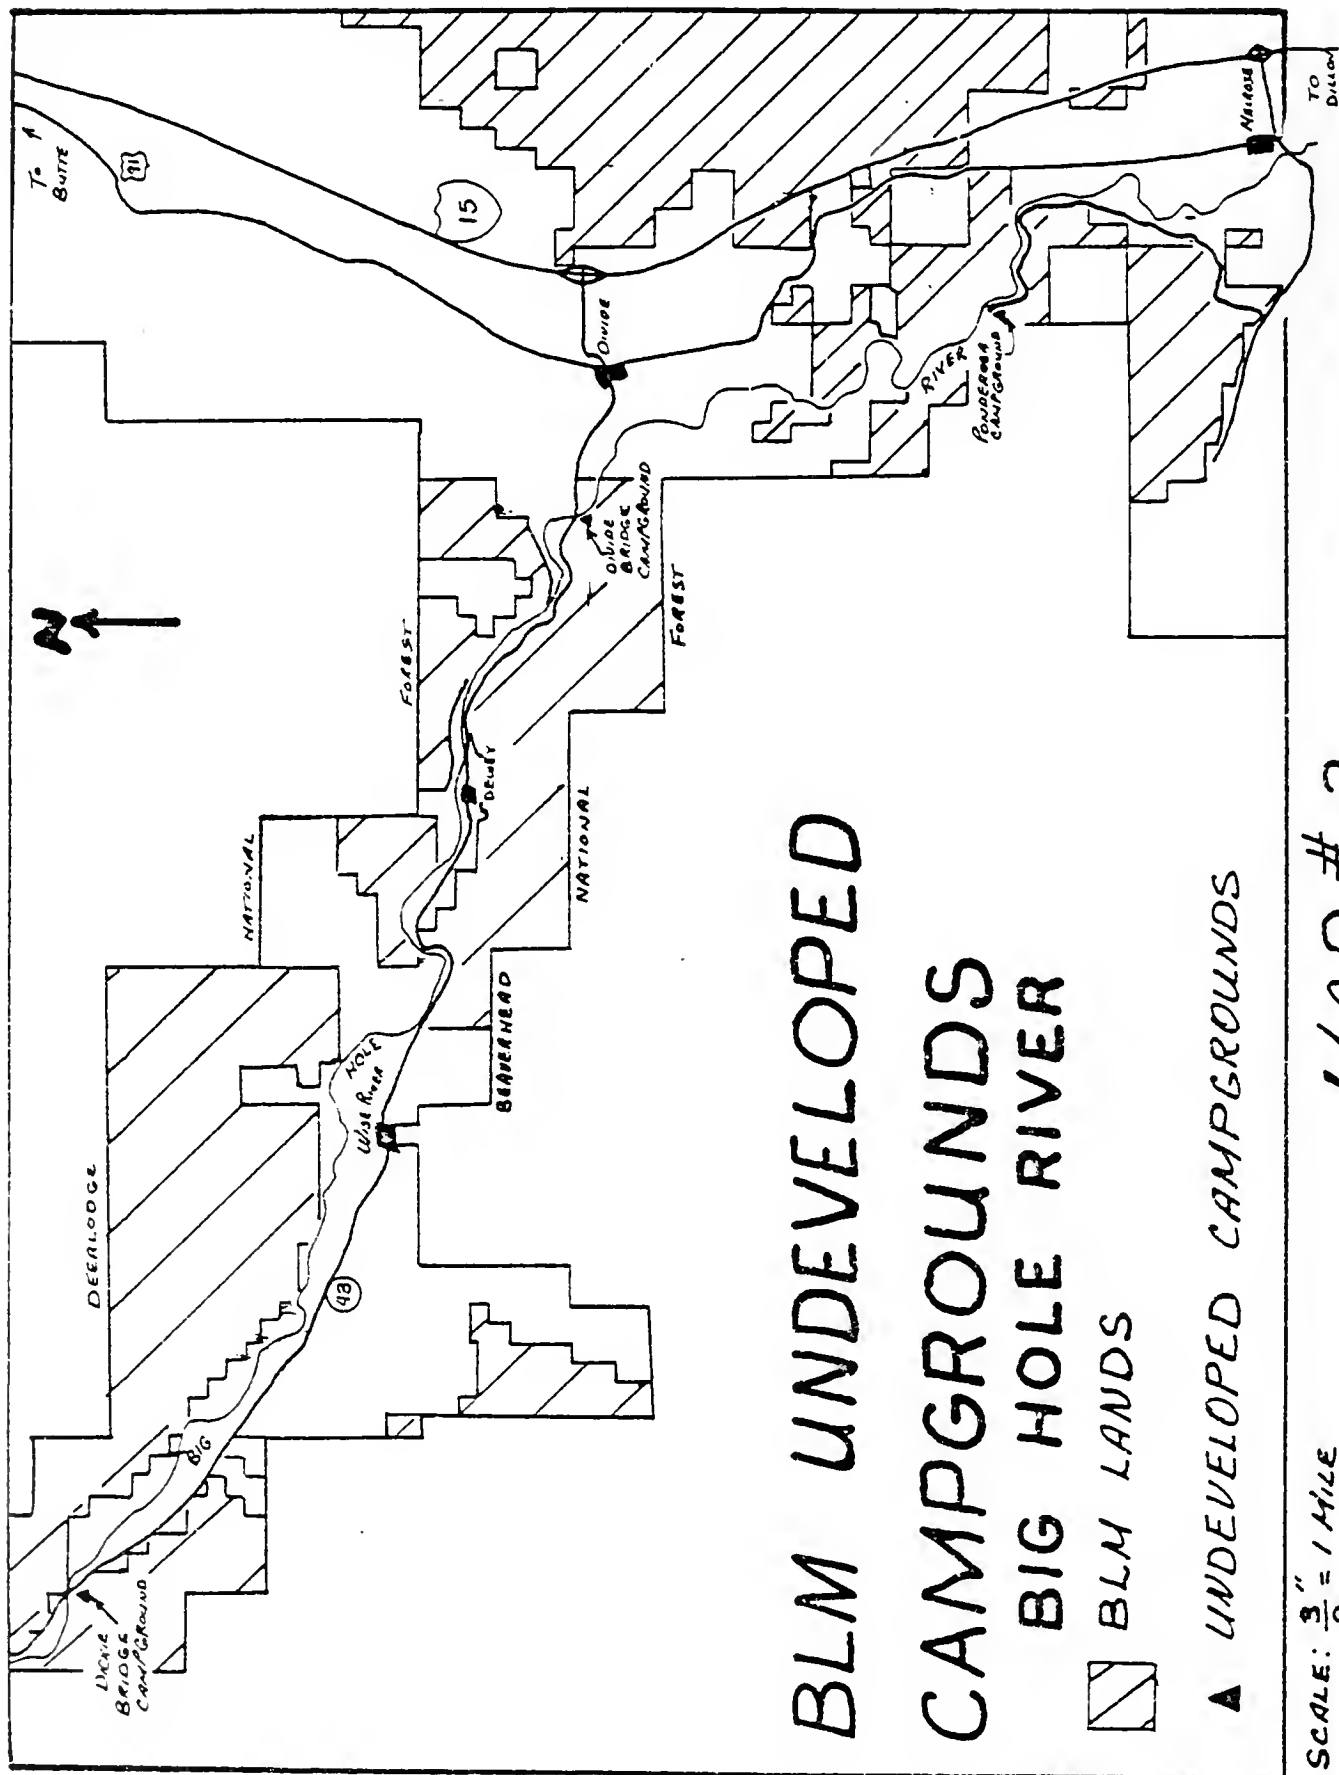 BLM UNDEVELOPED
CAMPGROUNDS
BIG HOLE RIVER
BLM LANDS
UNDEVELOPED CAMPGROUNDS
SCALE: = 1 MILE
N
DEERLODGE
NATIONAL
FOREST
BEAVERHEAD
NATIONAL
FOREST
DICKIE
BRIDGE
CAMPGROUND
BIG
HOLE
RIVER
43
WISE RIVER
DEWEY
DIVIDE
BRIDGE
CAMPGROUND
DIVIDE
PONDEROSA
CAMPGROUND
MELROSE
TO
BUTTE
91
15
TO
DILLON